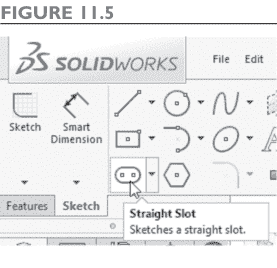 FIGURE 11.5
SOLIDWORKS
File Edit
Sketch
Smart
Dimension
Features Sketch
Straight Slot
Sketches a straight slot.